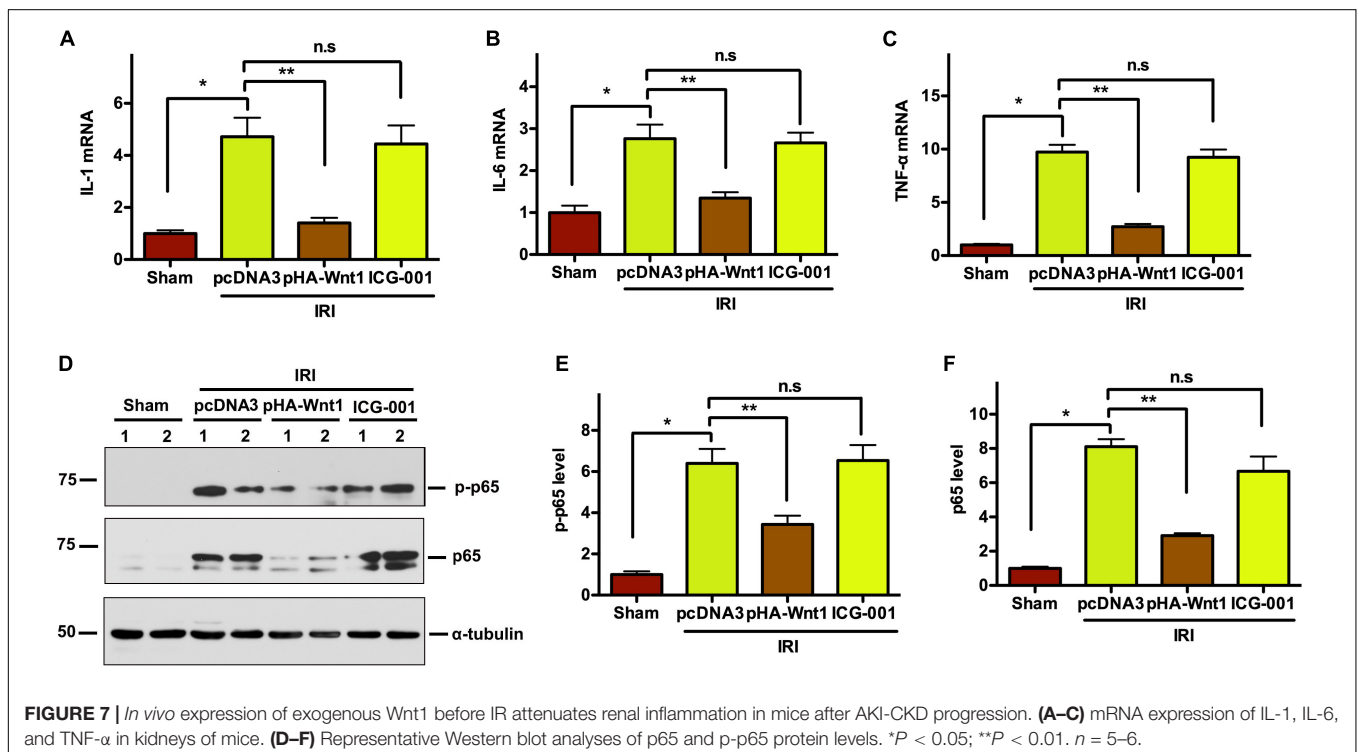 A
n.s
*
**
IL-1 mRNA
6
4
2
0
Sham
pcDNA3 pHA-Wnt1 ICG-001
IRI
B
n.s
*
**
IL-6 mRNA
4
3
2
1
0
Sham
pcDNA3 pHA-Wnt1 ICG-001
IRI
C
n.s
*
**
TNF-α mRNA
15
10
5
0
Sham
pcDNA3 pHA-Wnt1 ICG-001
IRI
D
IRI
Sham pcDNA3 pHA-Wnt1 ICG-001
1 2 1 2 1 2 1 2
75
p-p65
75
p65
50
α-tubulin
E
n.s
*
**
p-p65 level
8
6
4
2
0
Sham
pcDNA3 pHA-Wnt1 ICG-001
IRI
F
n.s
*
**
p65 level
10
8
6
4
2
0
Sham
pcDNA3 pHA-Wnt1 ICG-001
IRI
FIGURE 7 | In vivo expression of exogenous Wnt1 before IR attenuates renal inflammation in mice after AKI-CKD progression. (A–C) mRNA expression of IL-1, IL-6,
and TNF-α in kidneys of mice. (D–F) Representative Western blot analyses of p65 and p-p65 protein levels. *P < 0.05; **P < 0.01. n = 5–6.